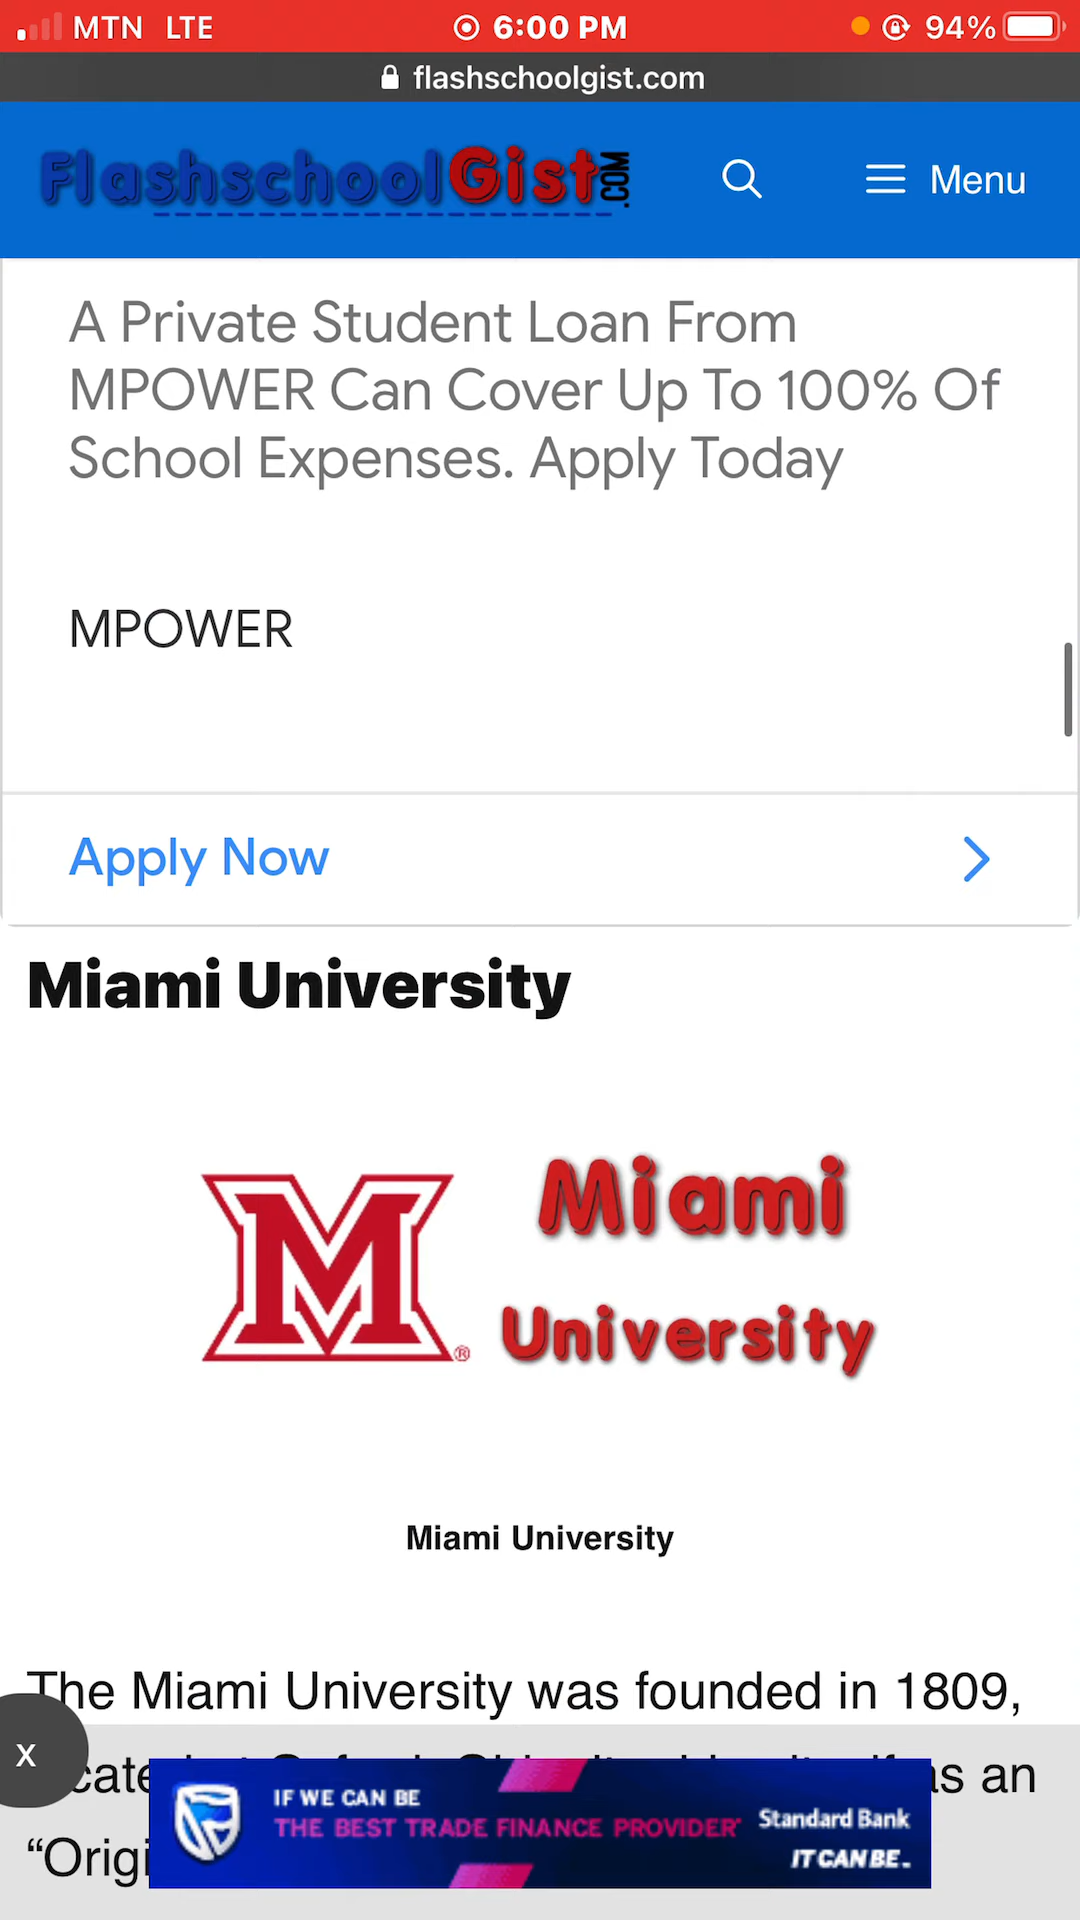 MTN LTE 6:00 PM 94%
flashschoolgist.com
FlashschoolGist.COM Menu
A Private Student Loan From
MPOWER Can Cover Up To 100% Of
School Expenses. Apply Today
MPOWER
Apply Now
Miami University
M ®
Miami
University
Miami University
The Miami University was founded in 1809,
x as an
“Origi
IF WE CAN BE
THE BEST TRADE FINANCE PROVIDER
Standard Bank
IT CAN BE.